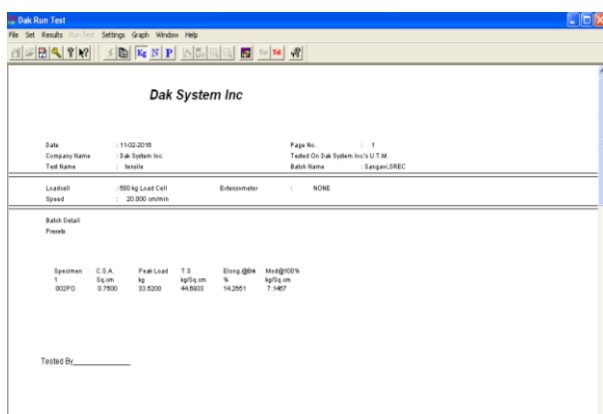 Dak Run Test
File Set Results Run Test Settings Graph Window Help
Kg N P
Dak System Inc
Date : 11-02-2016 Page No. : 1
Company Name : Dak System Inc. Tested On Dak System Inc's U.T.M.
Test Name : tensile Batch Name : Sangavi,SREC
Loadcell : 500 kg Load Cell Extensometer : NONE
Speed : 20.000 cm/min
Batch Detail
Presets
Specimen C.S.A. Peak Load T.S Elong.@Brk Mod@100%
1 Sq.cm kg kg/Sq.cm % kg/Sq.cm
002PD 0.7500 33.5200 44.6933 14.2651 7.1467
Tested By